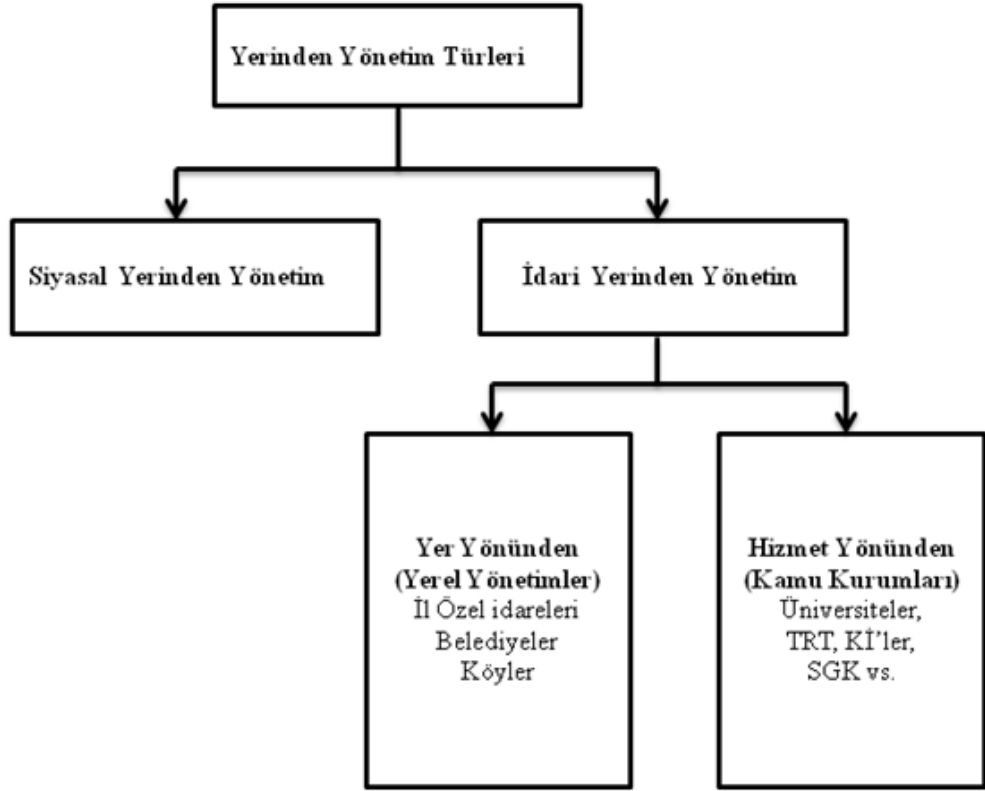 Yerinden Yönetim Türleri
Siyasal Yerinden Yönetim
İdari Yerinden Yönetim
Yer Yönünden
(Yerel Yönetimler)
İl Özel idareleri
Belediyeler
Köyler
Hizmet Yönünden
(Kamu Kurumları)
Üniversiteler,
TRT, Kİ'ler,
SGK vs.